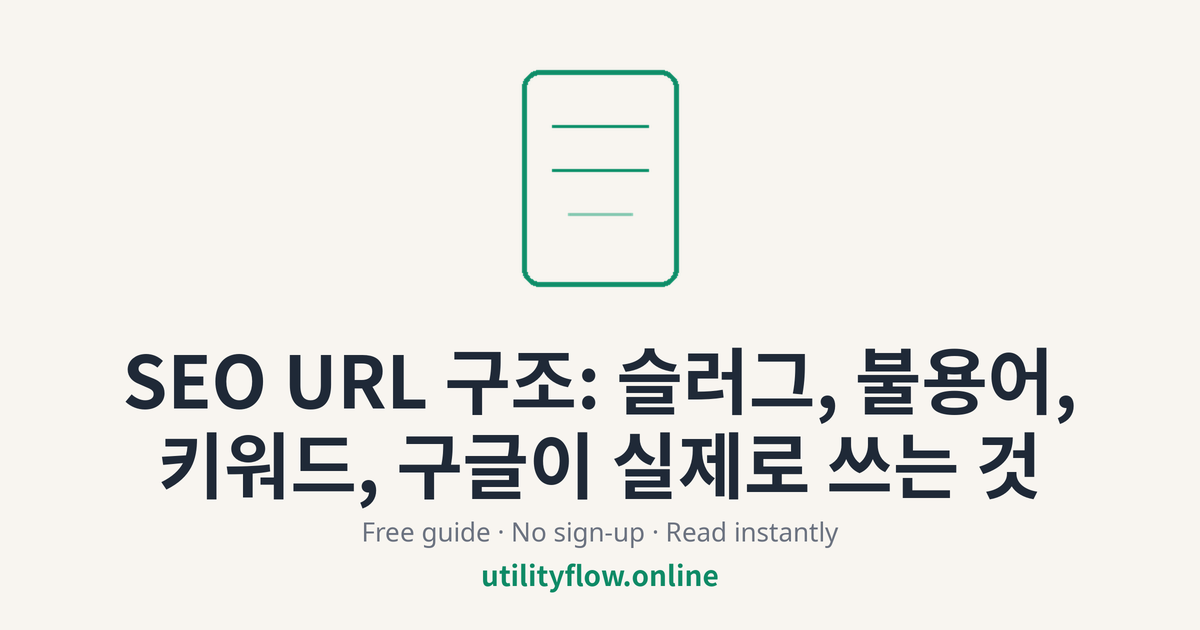 SEO URL 구조: 슬러그, 불용어,
키워드, 구글이 실제로 쓰는 것
Free guide · No sign-up · Read instantly
utilityflow.online